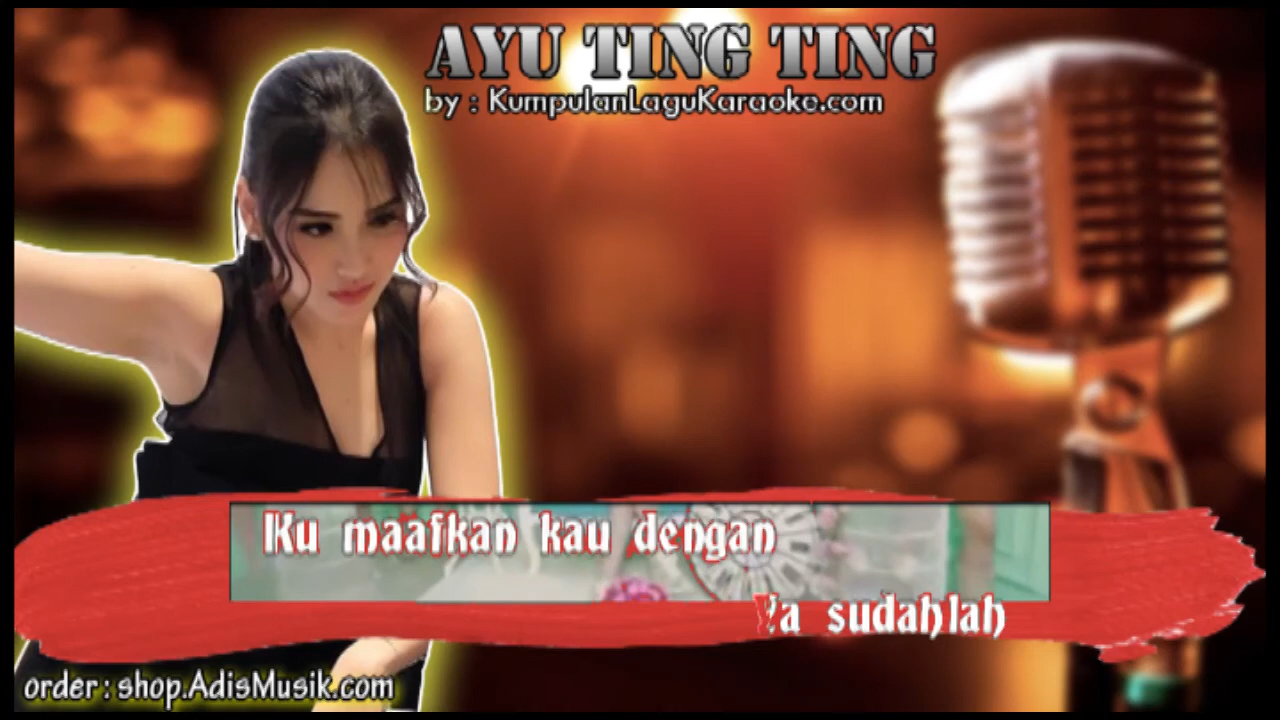 AYU TING TING
by : KumpulanLaguKaraoke.com
Ku maafkan kau dengan
Ya sudahlah
order : shop.AdisMusik.com